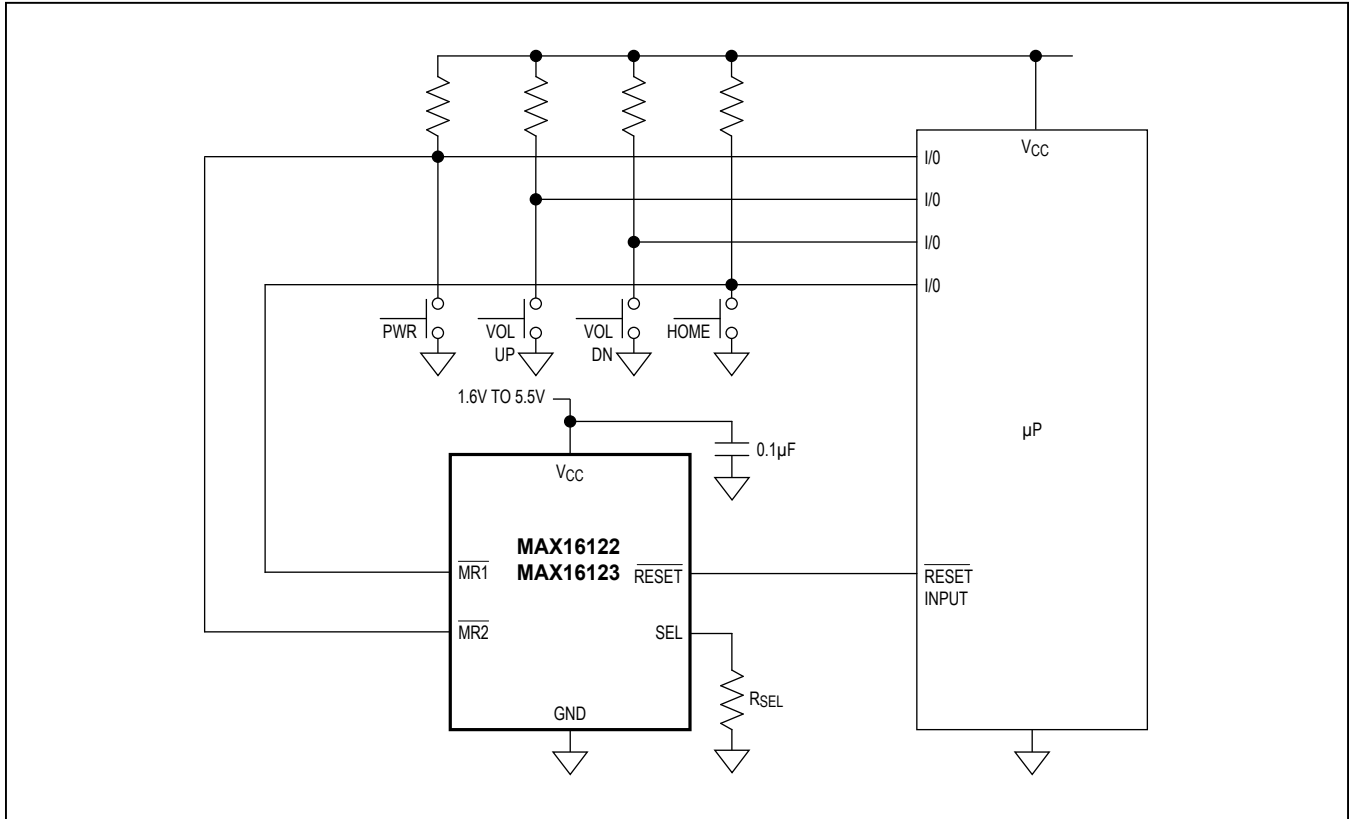 VCC
I/0
I/0
I/0
I/0
PWR
VOL
UP
VOL
DN
HOME
1.6V TO 5.5V
0.1µF
µP
VCC
MAX16122
MAX16123
MR1
RESET
RESET
INPUT
MR2
SEL
RSEL
GND